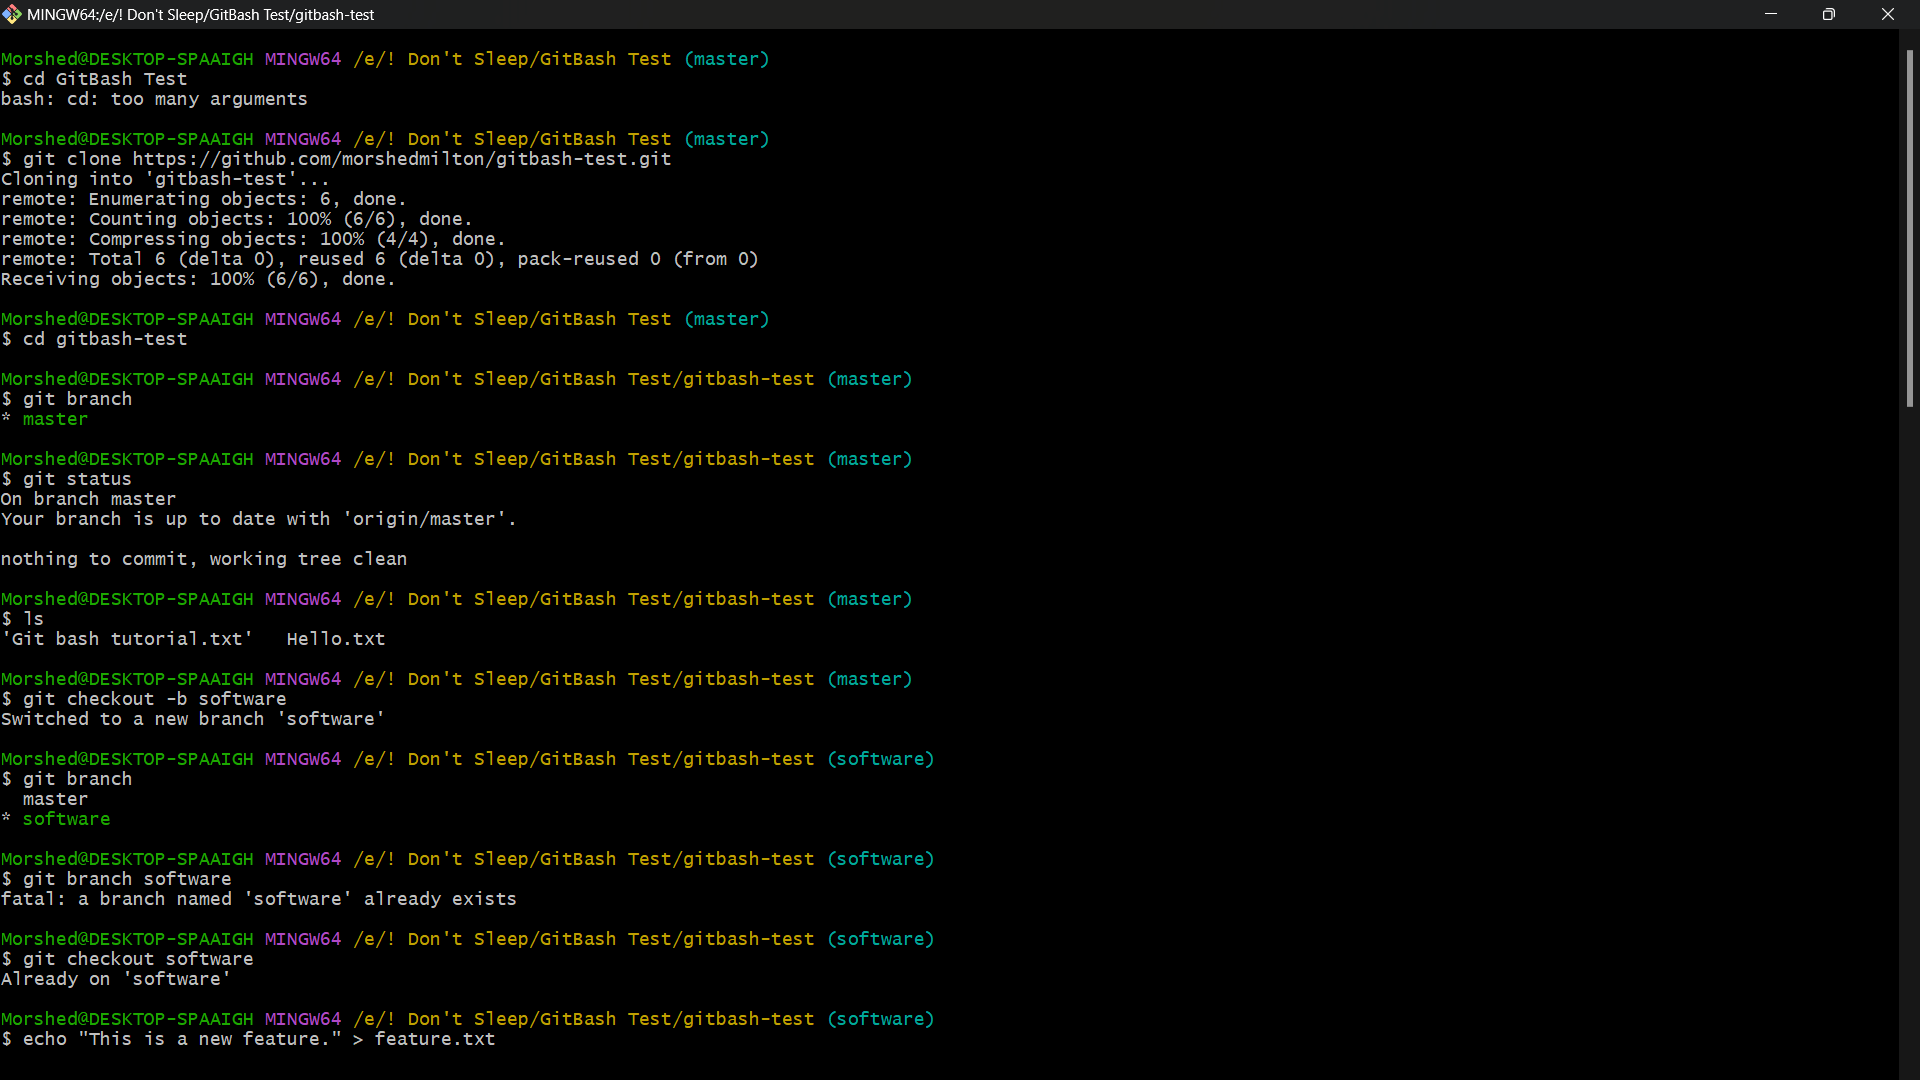 MINGW64:/e/! Don't Sleep/GitBash Test/gitbash-test
Morshed@DESKTOP-SPAAIGH MINGW64 /e/! Don't Sleep/GitBash Test (master)
$ cd GitBash Test
bash: cd: too many arguments
Morshed@DESKTOP-SPAAIGH MINGW64 /e/! Don't Sleep/GitBash Test (master)
$ git clone https://github.com/morshedmilton/gitbash-test.git
Cloning into 'gitbash-test'...
remote: Enumerating objects: 6, done.
remote: Counting objects: 100% (6/6), done.
remote: Compressing objects: 100% (4/4), done.
remote: Total 6 (delta 0), reused 6 (delta 0), pack-reused 0 (from 0)
Receiving objects: 100% (6/6), done.
Morshed@DESKTOP-SPAAIGH MINGW64 /e/! Don't Sleep/GitBash Test (master)
$ cd gitbash-test
Morshed@DESKTOP-SPAAIGH MINGW64 /e/! Don't Sleep/GitBash Test/gitbash-test (master)
$ git branch
* master
Morshed@DESKTOP-SPAAIGH MINGW64 /e/! Don't Sleep/GitBash Test/gitbash-test (master)
$ git status
On branch master
Your branch is up to date with 'origin/master'.
nothing to commit, working tree clean
Morshed@DESKTOP-SPAAIGH MINGW64 /e/! Don't Sleep/GitBash Test/gitbash-test (master)
$ ls
'Git bash tutorial.txt'   Hello.txt
Morshed@DESKTOP-SPAAIGH MINGW64 /e/! Don't Sleep/GitBash Test/gitbash-test (master)
$ git checkout -b software
Switched to a new branch 'software'
Morshed@DESKTOP-SPAAIGH MINGW64 /e/! Don't Sleep/GitBash Test/gitbash-test (software)
$ git branch
  master
* software
Morshed@DESKTOP-SPAAIGH MINGW64 /e/! Don't Sleep/GitBash Test/gitbash-test (software)
$ git branch software
fatal: a branch named 'software' already exists
Morshed@DESKTOP-SPAAIGH MINGW64 /e/! Don't Sleep/GitBash Test/gitbash-test (software)
$ git checkout software
Already on 'software'
Morshed@DESKTOP-SPAAIGH MINGW64 /e/! Don't Sleep/GitBash Test/gitbash-test (software)
$ echo "This is a new feature." > feature.txt